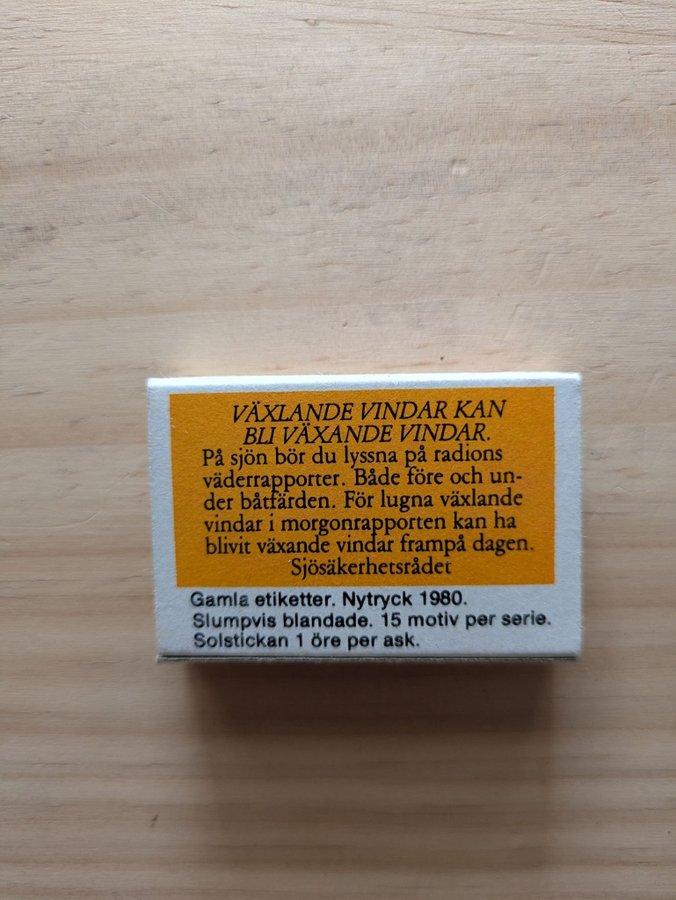 VÄXLANDE VINDAR KAN
BLI VÄXANDE VINDAR.
På sjön bör du lyssna på radions
väderrapporter. Både före och un-
der båtfärden. För lugna växlande
vindar i morgonrapporten kan ha
blivit växande vindar frampå dagen.
Sjösäkerhetsrådet
Gamla etiketter. Nytryck 1980.
Slumpvis blandade. 15 motiv per serie.
Solstickan 1 öre per ask.